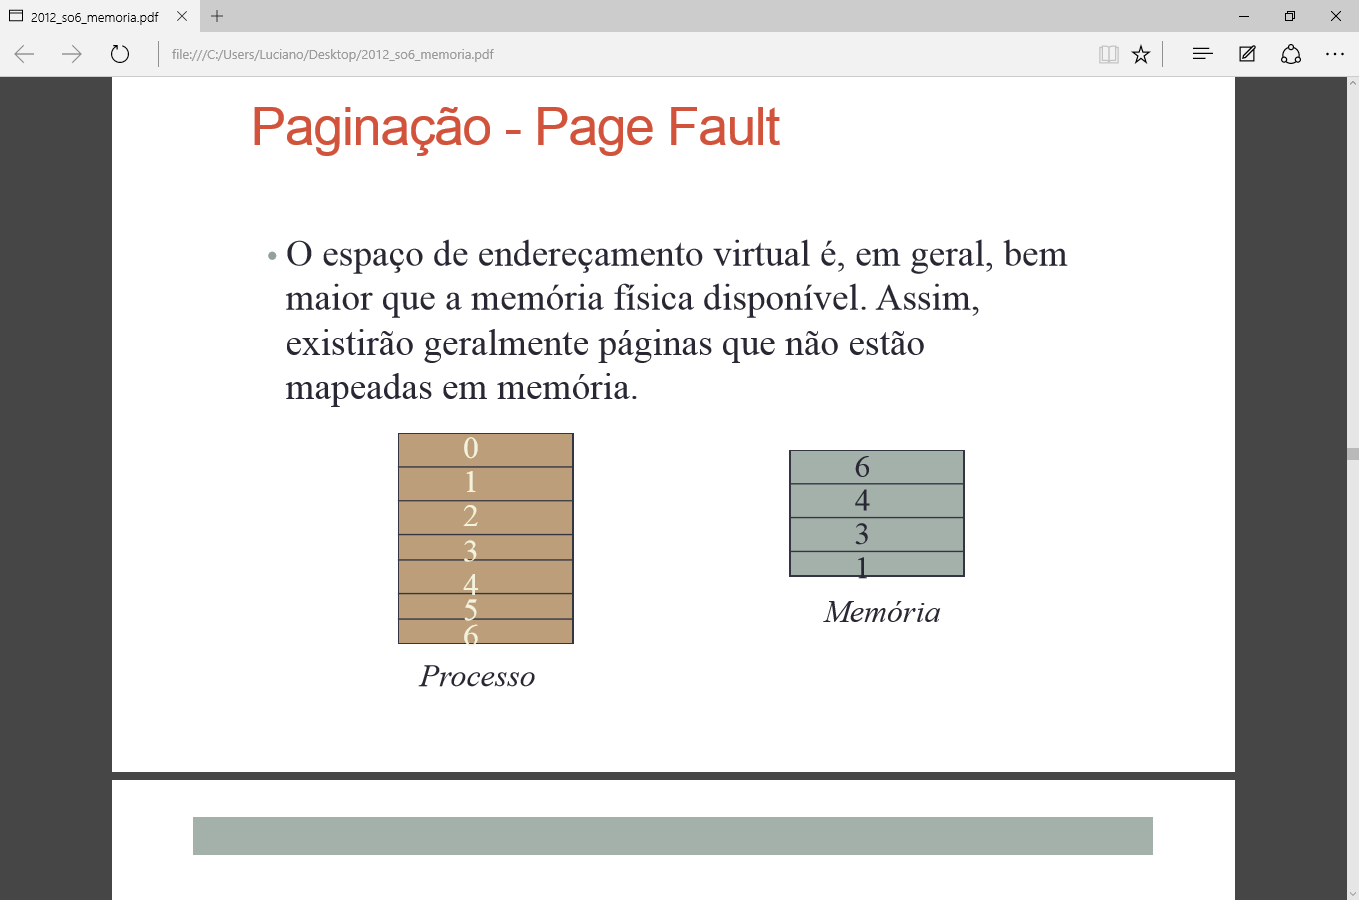 2012_so6_memoria.pdf
file:///C:/Users/Luciano/Desktop/2012_so6_memoria.pdf
Paginação - Page Fault
• O espaço de endereçamento virtual é, em geral, bem
maior que a memória física disponível. Assim,
existirão geralmente páginas que não estão
mapeadas em memória.
0
1
2
3
4
5
6
Processo
6
4
3
1
Memória